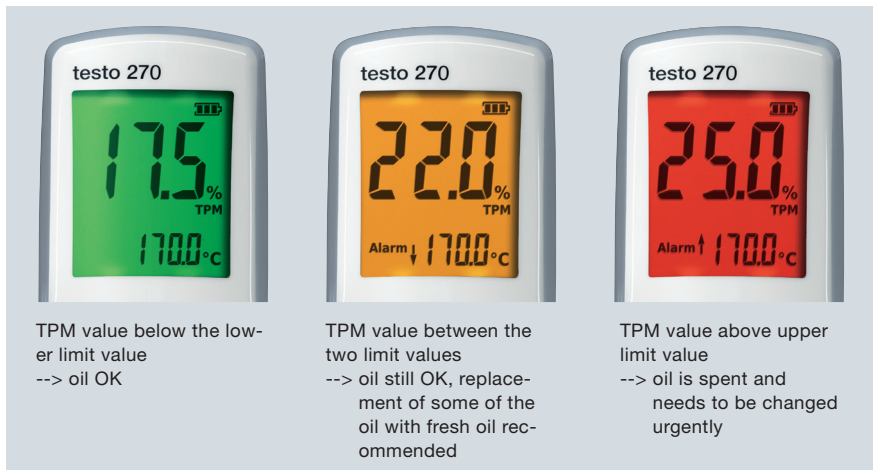 testo 270
17.5 %
TPM
170.0 °C
testo 270
22.0 %
TPM
Alarm ↓ 170.0 °C
testo 270
25.0 %
TPM
Alarm ↑ 170.0 °C
TPM value below the low-
er limit value
--> oil OK
TPM value between the
two limit values
--> oil still OK, replace-
ment of some of the
oil with fresh oil rec-
ommended
TPM value above upper
limit value
--> oil is spent and
needs to be changed
urgently